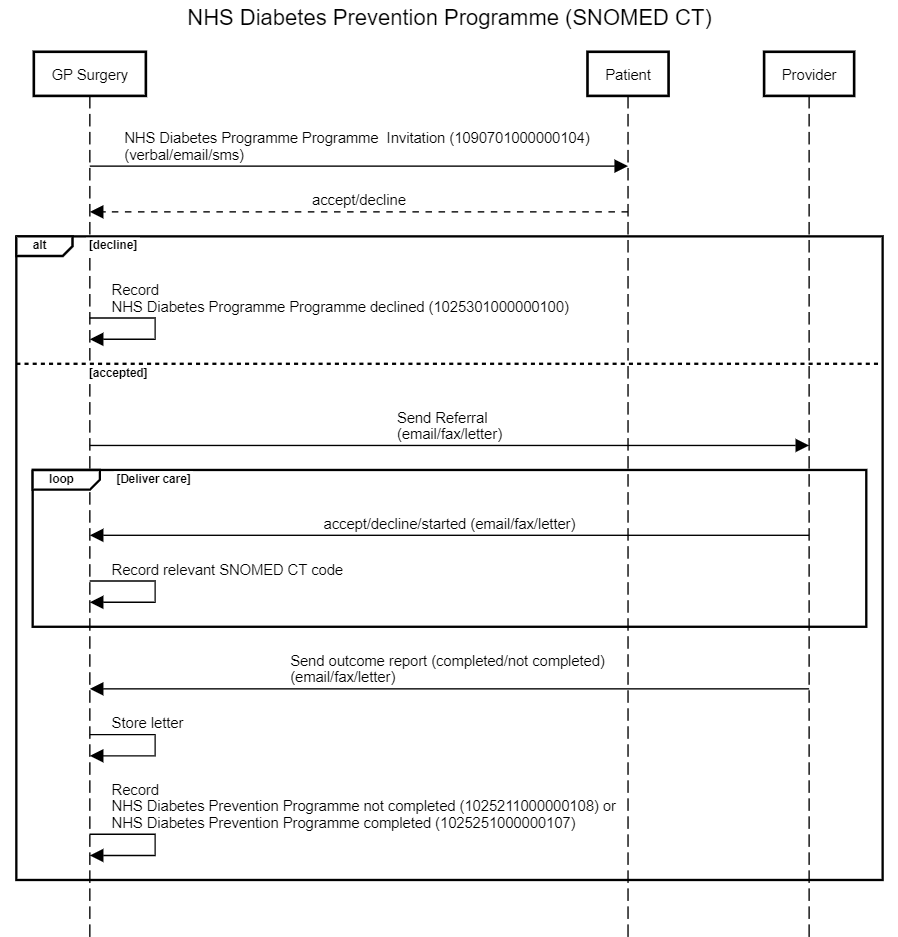 NHS Diabetes Prevention Programme (SNOMED CT)
GP Surgery
Patient
Provider
NHS Diabetes Programme Programme  Invitation (1090701000000104)
(verbal/email/sms)
accept/decline
alt
[decline]
Record
NHS Diabetes Programme Programme declined (1025301000000100)
[accepted]
Send Referral
(email/fax/letter)
loop
[Deliver care]
accept/decline/started (email/fax/letter)
Record relevant SNOMED CT code
Send outcome report (completed/not completed)
(email/fax/letter)
Store letter
Record
NHS Diabetes Prevention Programme not completed (1025211000000108) or
NHS Diabetes Prevention Programme completed (1025251000000107)